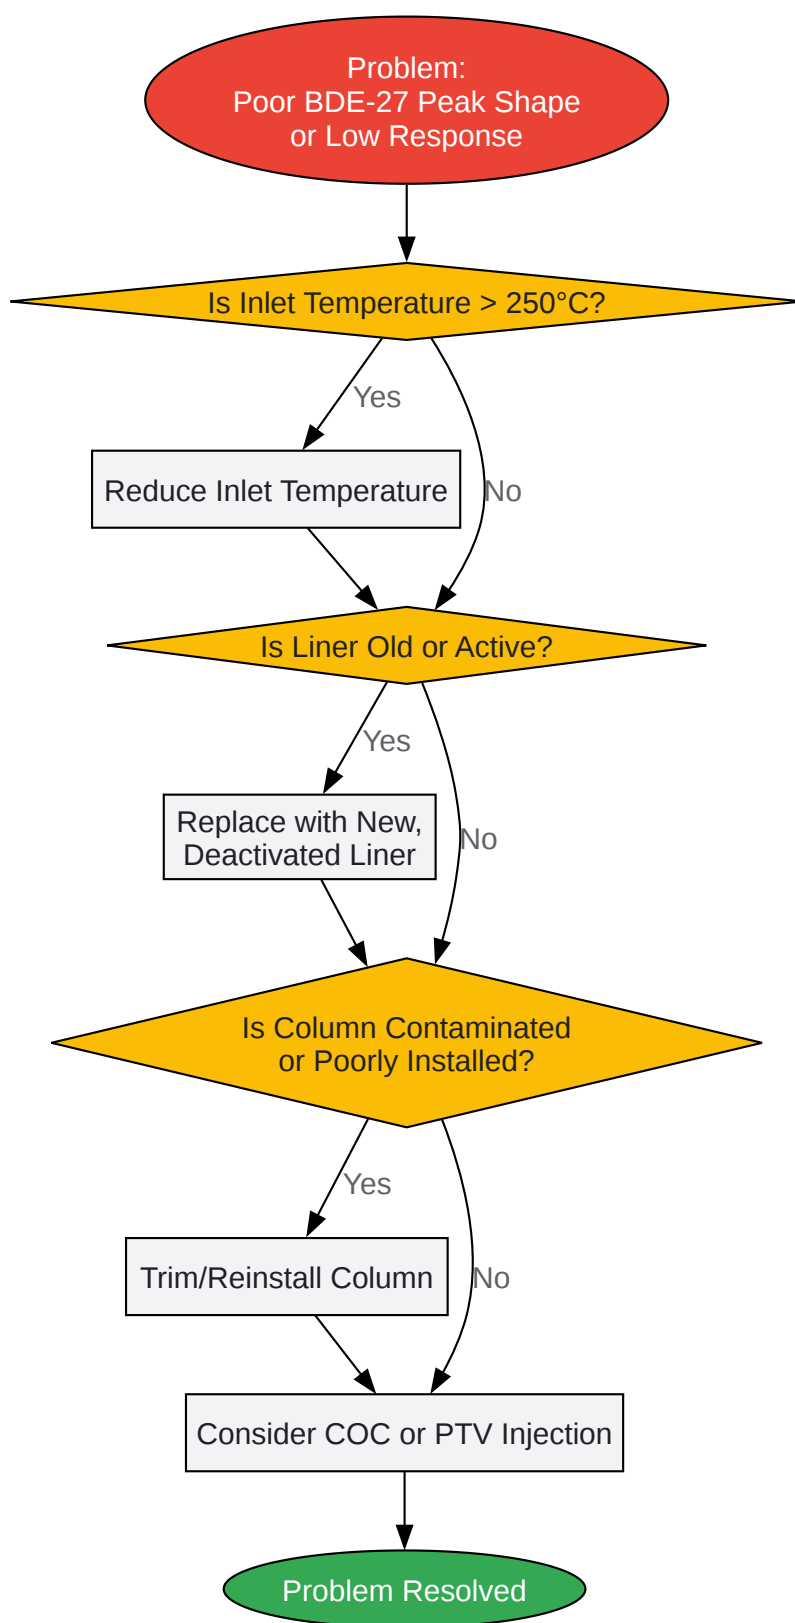 Problem:
Poor BDE-27 Peak Shape
or Low Response
Is Inlet Temperature > 250°C?
Yes
Reduce Inlet Temperature
No
Is Liner Old or Active?
Yes
Replace with New,
Deactivated Liner
No
Is Column Contaminated
or Poorly Installed?
Yes
Trim/Reinstall Column
No
Consider COC or PTV Injection
Problem Resolved